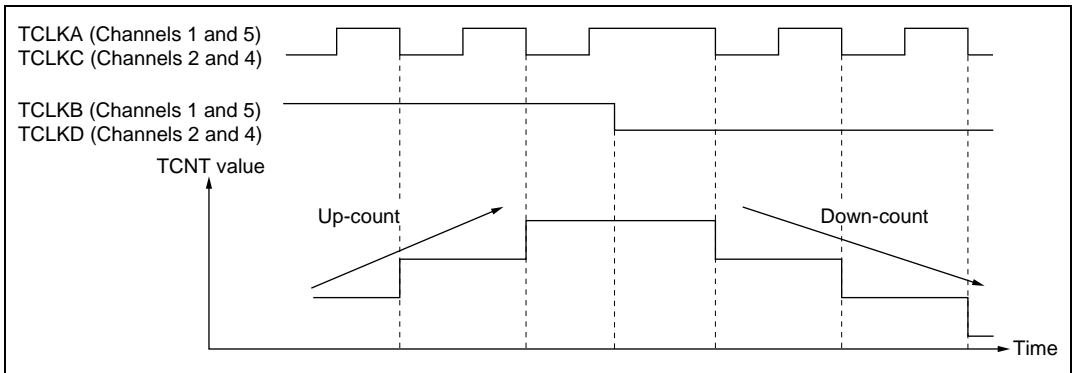 TCLKA (Channels 1 and 5)
TCLKC (Channels 2 and 4)
TCLKB (Channels 1 and 5)
TCLKD (Channels 2 and 4)
TCNT value
Up-count
Down-count
Time